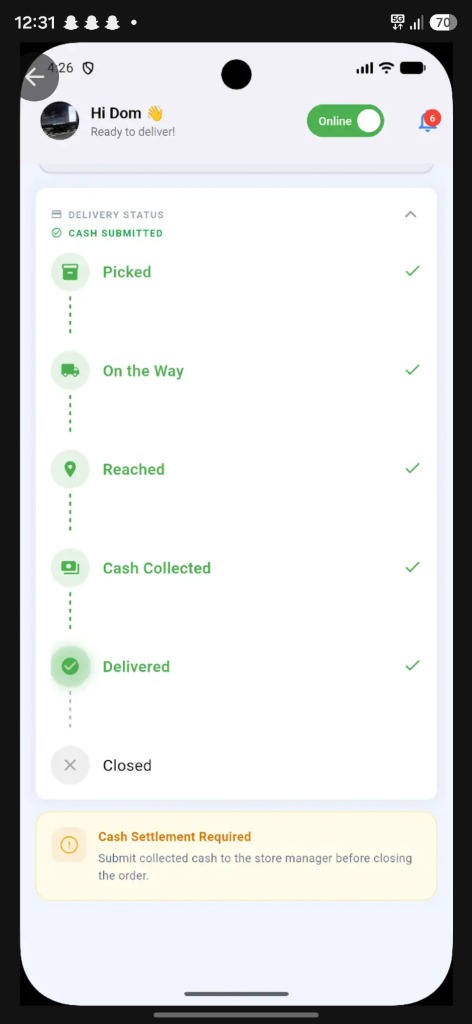 12:31
5G
70
4:26
Hi Dom 👋
Ready to deliver!
Online
6
DELIVERY STATUS
CASH SUBMITTED
Picked
On the Way
Reached
Cash Collected
Delivered
Closed
Cash Settlement Required
Submit collected cash to the store manager before closing
the order.